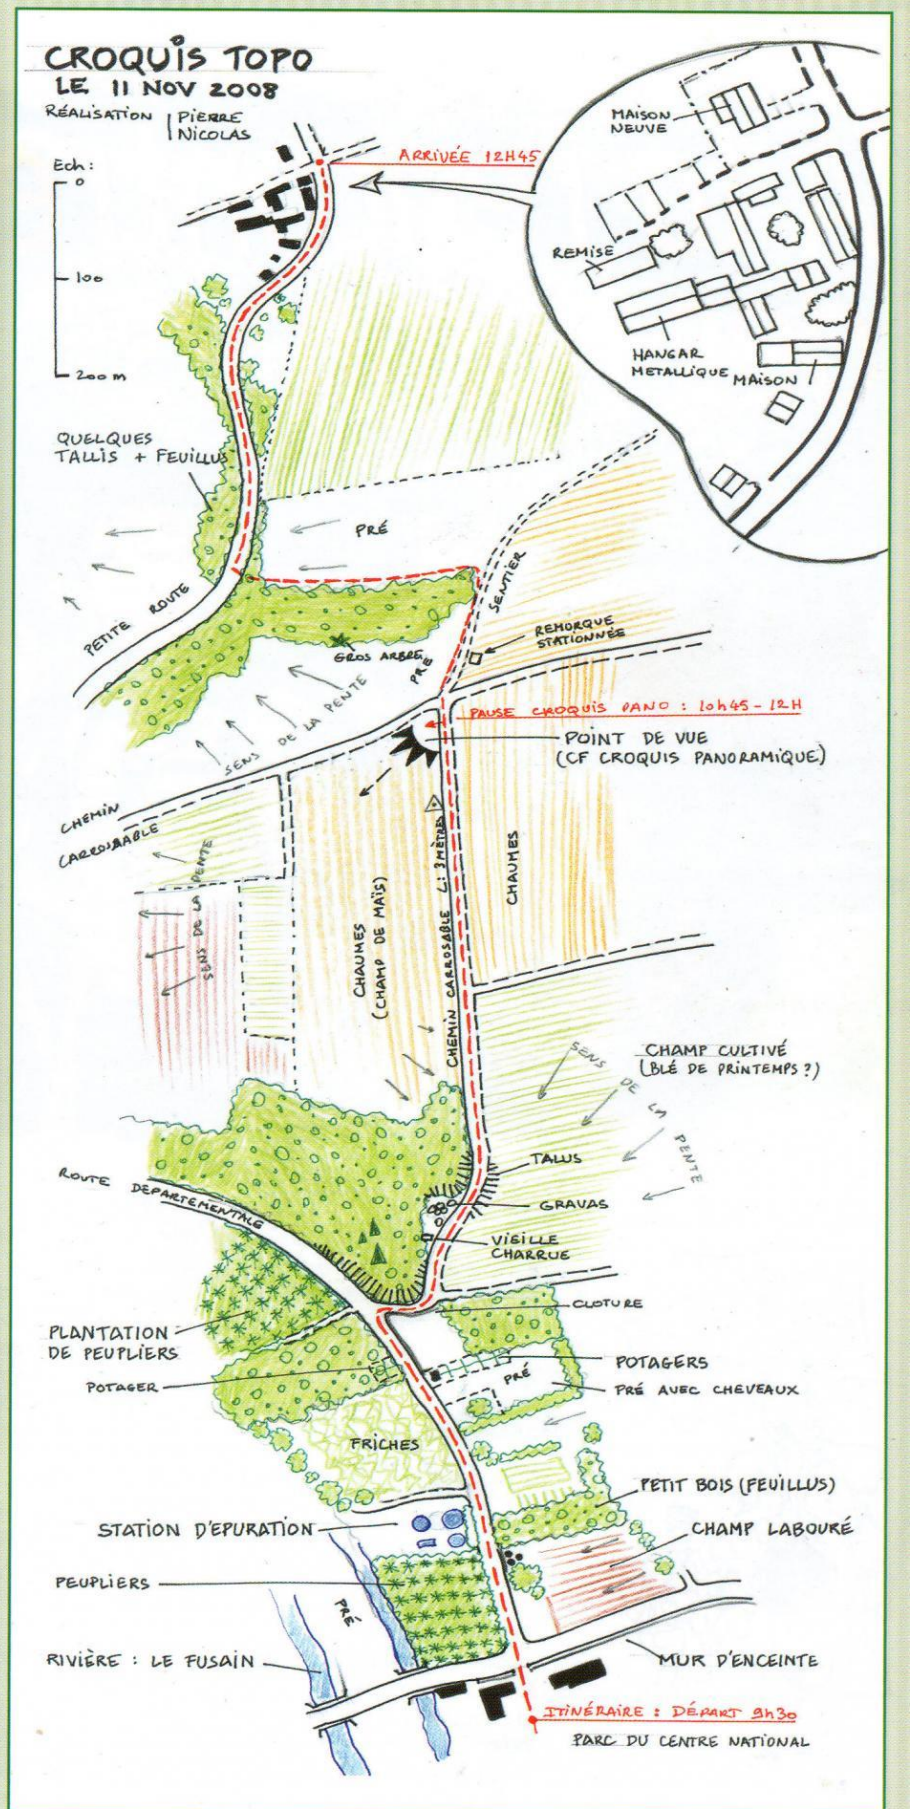 CROQUIS TOPO
LE 11 NOV 2008
RÉALISATION | PIERRE
NICOLAS
Ech:
0
100
200 m
ARRIVÉE 12H45
MAISON
NEUVE
REMISE
HANGAR
METALLIQUE
MAISON
QUELQUES
TALLIS + FEUILLUS
PRÉ
SENTIER
PETITE ROUTE
REMORQUE
STATIONNÉE
GROS ARBRE
PRÉ
SENS DE LA PENTE
PAUSE CROQUIS PANO : 10h45-12H
POINT DE VUE
(CF CROQUIS PANORAMIQUE)
CHEMIN
CARROSSABLE
SENS DE LA PENTE
CHAUMES
(CHAMP DE MAÏS)
CHEMIN CARROSABLE L: 3 MÈTRES
CHAUMES
CHAMP CULTIVÉ
(BLÉ DE PRINTEMPS ?)
SENS DE LA PENTE
TALUS
GRAVAS
VIEILLE
CHARRUE
ROUTE DEPARTEMENTALE
CLOTURE
PLANTATION
DE PEUPLIERS
POTAGER
POTAGERS
PRÉ
PRÉ AVEC CHEVEAUX
FRICHES
PETIT BOIS (FEUILLUS)
STATION D'EPURATION
CHAMP LABOURÉ
PEUPLIERS
PRÉ
RIVIÈRE : LE FUSAIN
MUR D'ENCEINTE
ITINÉRAIRE : DÉPART 9h30
PARC DU CENTRE NATIONAL